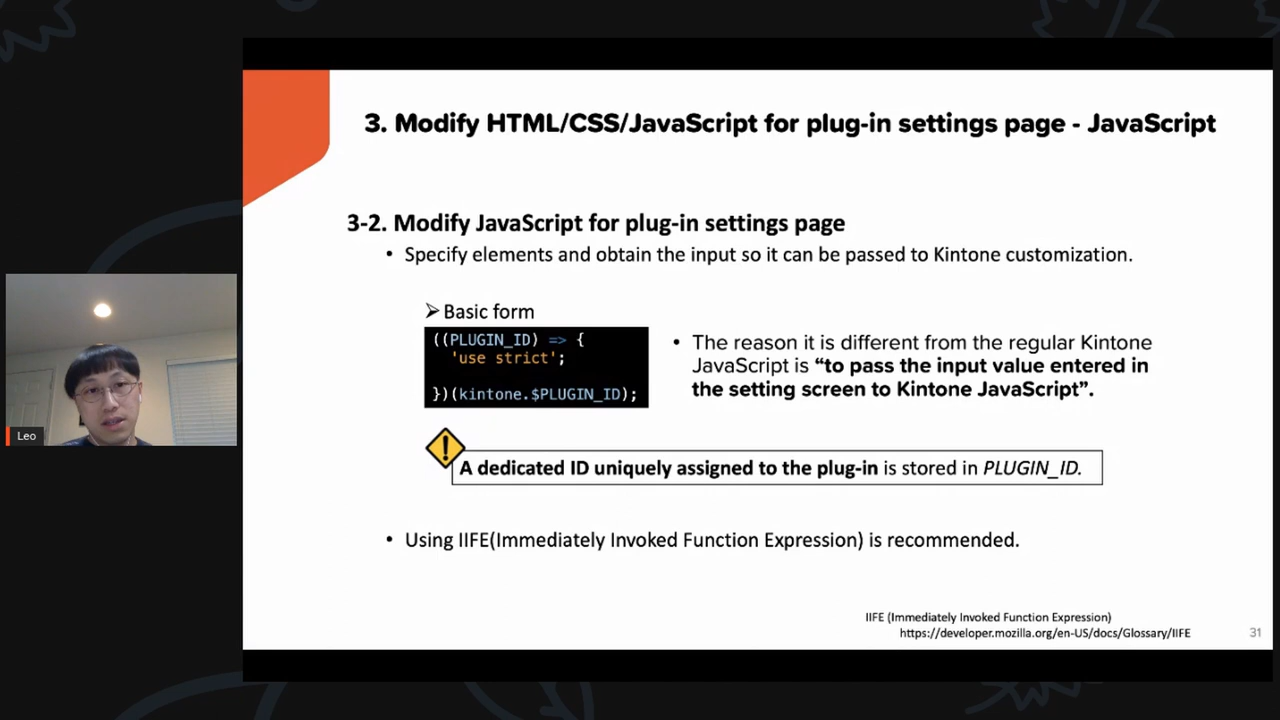 3. Modify HTML/CSS/JavaScript for plug-in settings page - JavaScript
3-2. Modify JavaScript for plug-in settings page
• Specify elements and obtain the input so it can be passed to Kintone customization.
➢ Basic form
((PLUGIN_ID) => {
'use strict';
})(kintone.$PLUGIN_ID);
• The reason it is different from the regular Kintone
JavaScript is “to pass the input value entered in
the setting screen to Kintone JavaScript”.
A dedicated ID uniquely assigned to the plug-in is stored in PLUGIN_ID.
• Using IIFE(Immediately Invoked Function Expression) is recommended.
IIFE (Immediately Invoked Function Expression)
https://developer.mozilla.org/en-US/docs/Glossary/IIFE
31
Leo